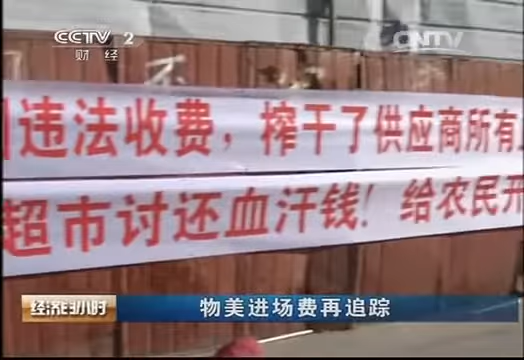 CCTV 2
财经
CNTV
违法收费，榨干了供应商所有
超市讨还血汗钱！给农民开
经济半小时
物美进场费再追踪